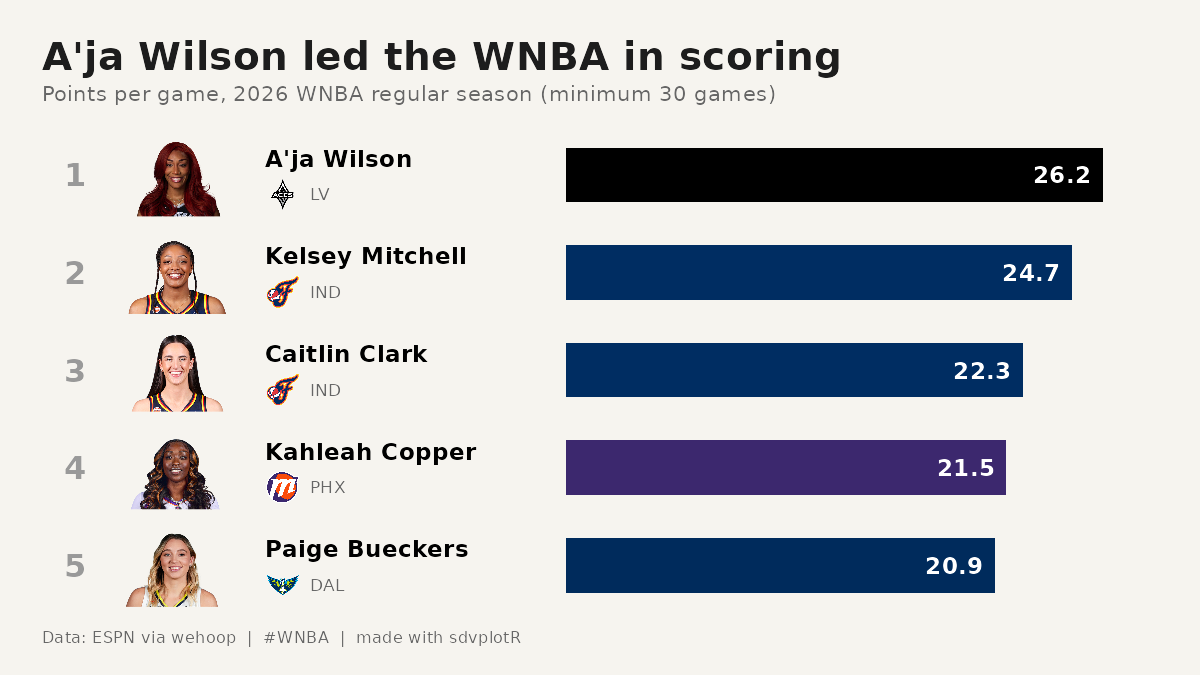 A'ja Wilson led the WNBA in scoring
Points per game, 2026 WNBA regular season (minimum 30 games)
1
A'ja Wilson
LV
26.2
2
Kelsey Mitchell
IND
24.7
3
Caitlin Clark
IND
22.3
4
Kahleah Copper
PHX
21.5
5
Paige Bueckers
DAL
20.9
Data: ESPN via wehoop | #WNBA | made with sdvplotR